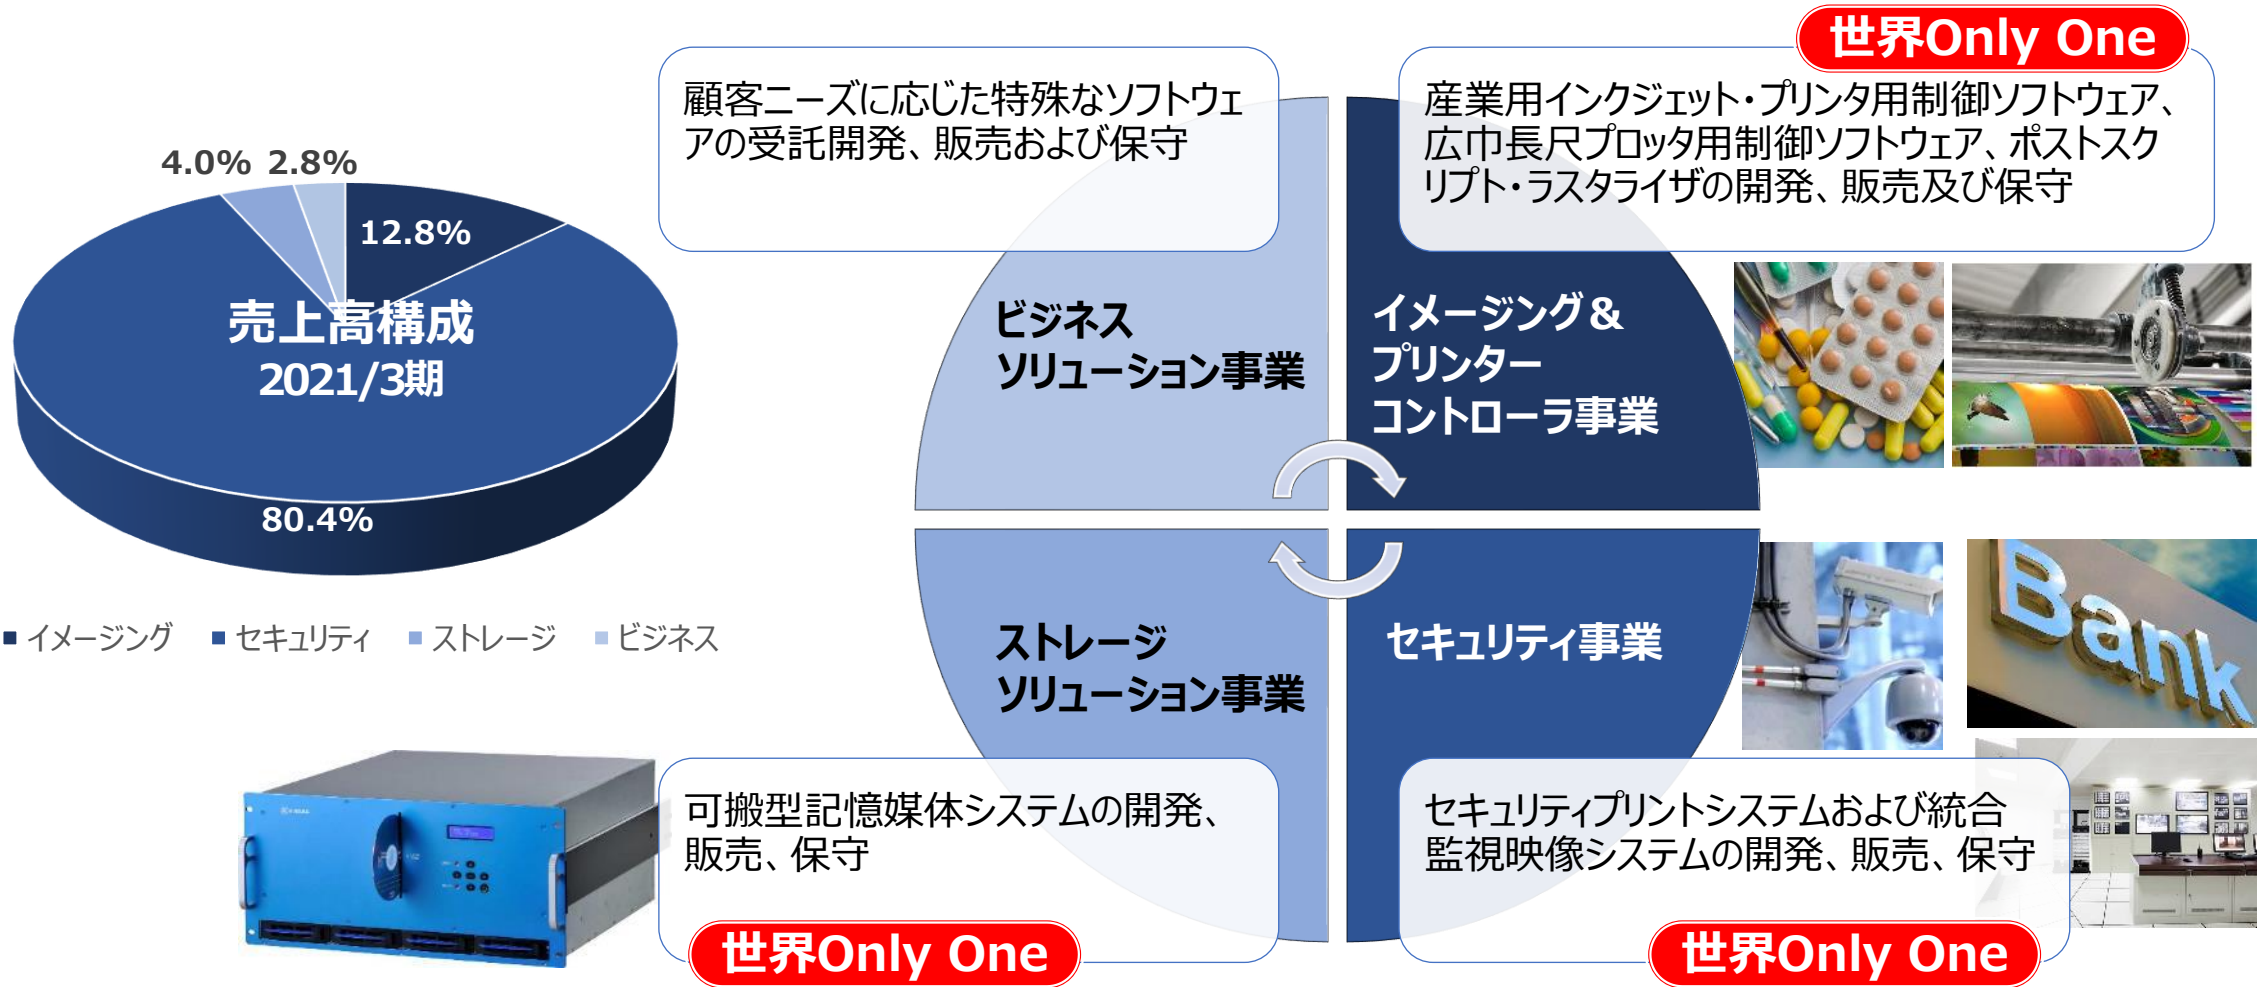 4.0% 2.8%
12.8%
売上高構成
2021/3期
80.4%
イメージング セキュリティ ストレージ ビジネス
顧客ニーズに応じた特殊なソフトウェ
アの受託開発、販売および保守
世界Only One
産業用インクジェット・プリンタ用制御ソフトウェア、
広巾長尺プロッタ用制御ソフトウェア、ポストスク
リプト・ラスタライザの開発、販売及び保守
ビジネス
ソリューション事業
イメージング＆
プリンター
コントローラ事業
ストレージ
ソリューション事業
セキュリティ事業
Bank
可搬型記憶媒体システムの開発、
販売、保守
世界Only One
セキュリティプリントシステムおよび統合
監視映像システムの開発、販売、保守
世界Only One